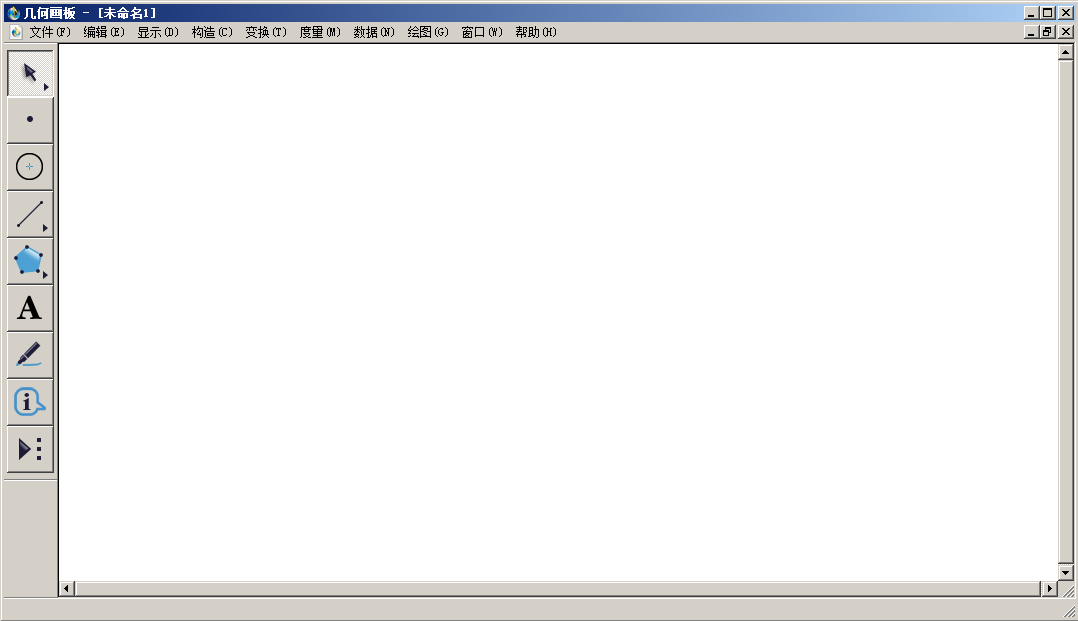 几何画板 - [未命名1]
文件(F) 编辑(E) 显示(D) 构造(C) 变换(T) 度量(M) 数据(N) 绘图(G) 窗口(W) 帮助(H)
A
i